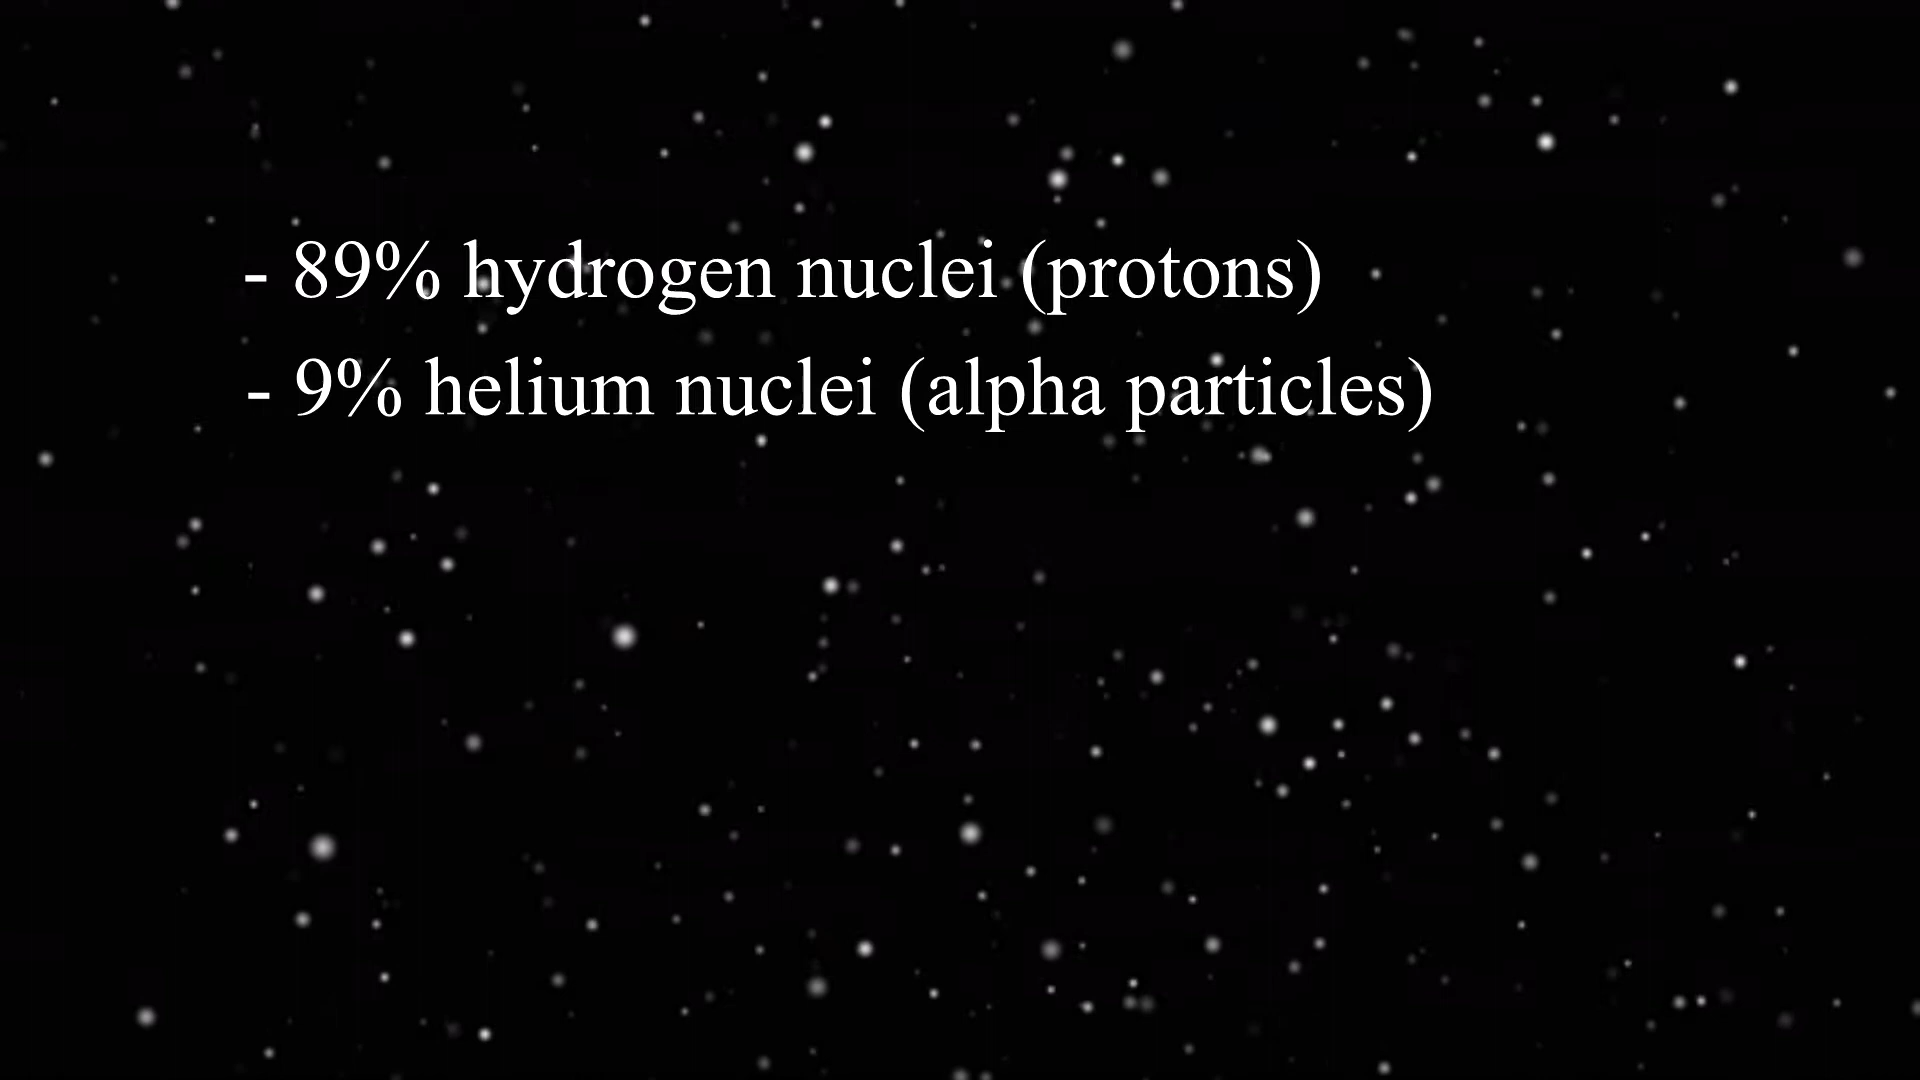 - 89% hydrogen nuclei (protons)
- 9% helium nuclei (alpha particles)